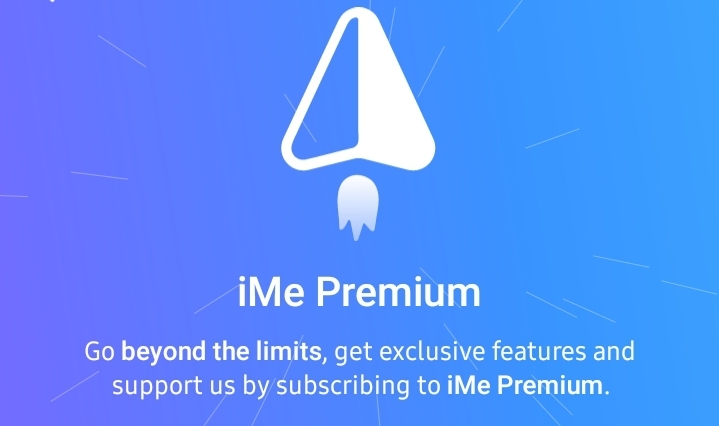 iMe Premium
Go beyond the limits, get exclusive features and
support us by subscribing to iMe Premium.